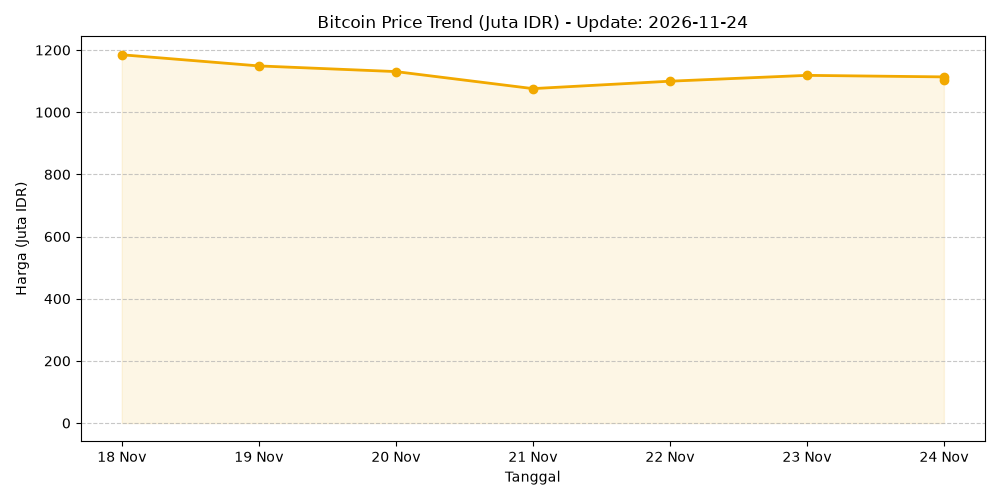 Bitcoin Price Trend (Juta IDR) - Update: 2026-11-24
Harga (Juta IDR)
1200
1000
800
600
400
200
0
18 Nov
19 Nov
20 Nov
21 Nov
22 Nov
23 Nov
24 Nov
Tanggal